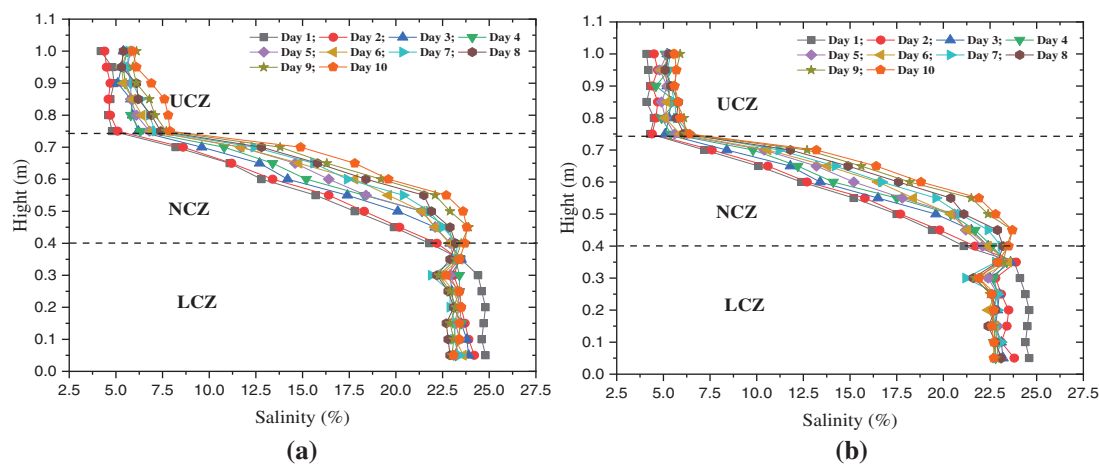 (a)
Day 1; Day 2; Day 3; Day 4
Day 5; Day 6; Day 7; Day 8
Day 9; Day 10
UCZ
NCZ
LCZ
Hight (m)
1.1
1.0
0.9
0.8
0.7
0.6
0.5
0.4
0.3
0.2
0.1
0.0
2.5 5.0 7.5 10.0 12.5 15.0 17.5 20.0 22.5 25.0 27.5
Salinity (%)
(a)
(b)
Day 1; Day 2; Day 3; Day 4
Day 5; Day 6; Day 7; Day 8
Day 9; Day 10
UCZ
NCZ
LCZ
Hight (m)
1.1
1.0
0.9
0.8
0.7
0.6
0.5
0.4
0.3
0.2
0.1
0.0
2.5 5.0 7.5 10.0 12.5 15.0 17.5 20.0 22.5 25.0 27.5
Salinity (%)
(b)